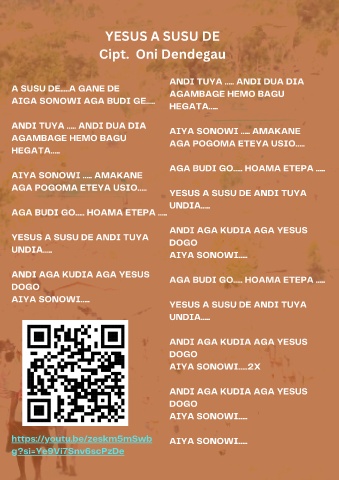 YESUS A SUSU DE
Cipt. Oni Dendegau
A SUSU DE....A GANE DE
AIGA SONOWI AGA BUDI GE....
ANDI TUYA ..... ANDI DUA DIA
AGAMBAGE HEMO BAGU
HEGATA.....
AIYA SONOWI ..... AMAKANE
AGA POGOMA ETEYA USIO....
AGA BUDI GO..... HOAMA ETEPA .....
YESUS A SUSU DE ANDI TUYA
UNDIA.....
ANDI AGA KUDIA AGA YESUS
DOGO
AIYA SONOWI....
https://youtu.be/zeskm5mSwb
g?si=Ye9Vi7Snv6scPzDe
ANDI TUYA ..... ANDI DUA DIA
AGAMBAGE HEMO BAGU
HEGATA.....
AIYA SONOWI ..... AMAKANE
AGA POGOMA ETEYA USIO....
AGA BUDI GO..... HOAMA ETEPA .....
YESUS A SUSU DE ANDI TUYA
UNDIA.....
ANDI AGA KUDIA AGA YESUS
DOGO
AIYA SONOWI....
AGA BUDI GO..... HOAMA ETEPA .....
YESUS A SUSU DE ANDI TUYA
UNDIA.....
ANDI AGA KUDIA AGA YESUS
DOGO
AIYA SONOWI....2X
ANDI AGA KUDIA AGA YESUS
DOGO
AIYA SONOWI....
AIYA SONOWI....